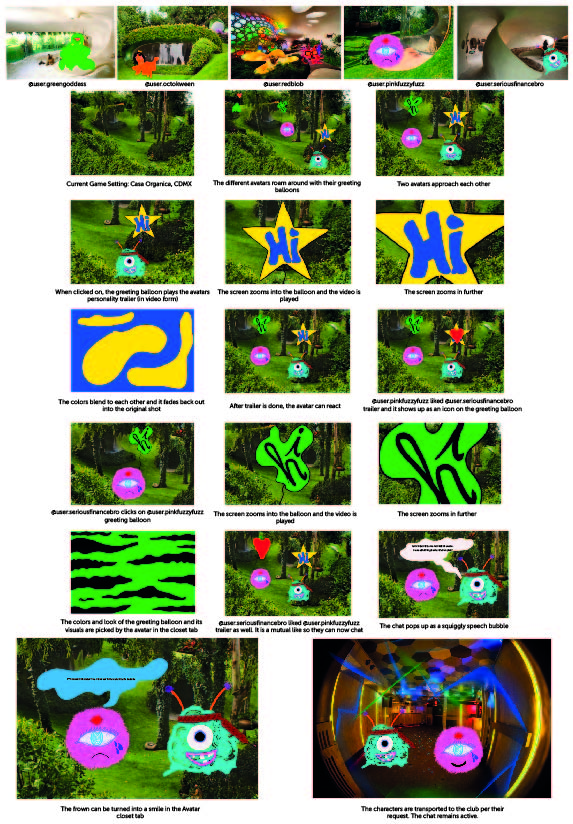 @user.greengoddess
@user.octokween
@user.redblob
@user.pinkfuzzyfuzz
@user.seriousfinancebro
Hi
Current Game Setting: Casa Organica, CDMX
The different avatars roam around with their greeting
balloons
Two avatars approach each other
Hi
Hi
Hi
When clicked on, the greeting balloon plays the avatars
personality trailer (in video form)
The screen zooms into the balloon and the video is
played
The screen zooms in further
Hi
The colors blend to each other and it fades back out
into the original shot
After trailer is done, the avatar can react
@user.pinkfuzzyfuzz liked @user.seriousfinancebro
trailer and it shows up as an icon on the greeting balloon
hi
hi
hi
@user.seriousfinancebro clicks on @user.pinkfuzzyfuzz
greeting balloon
The screen zooms into the balloon and the video is
played
The screen zooms in further
The colors and look of the greeting balloon and its
visuals are picked by the avatar in the closet tab
@user.seriousfinancebro liked @user.pinkfuzzyfuzz
trailer as well. It is a mutual like so they can now chat
The chat pops up as a squiggly speech bubble
The frown can be turned into a smile in the Avatar
closet tab
The characters are transported to the club per their
request. The chat remains active.